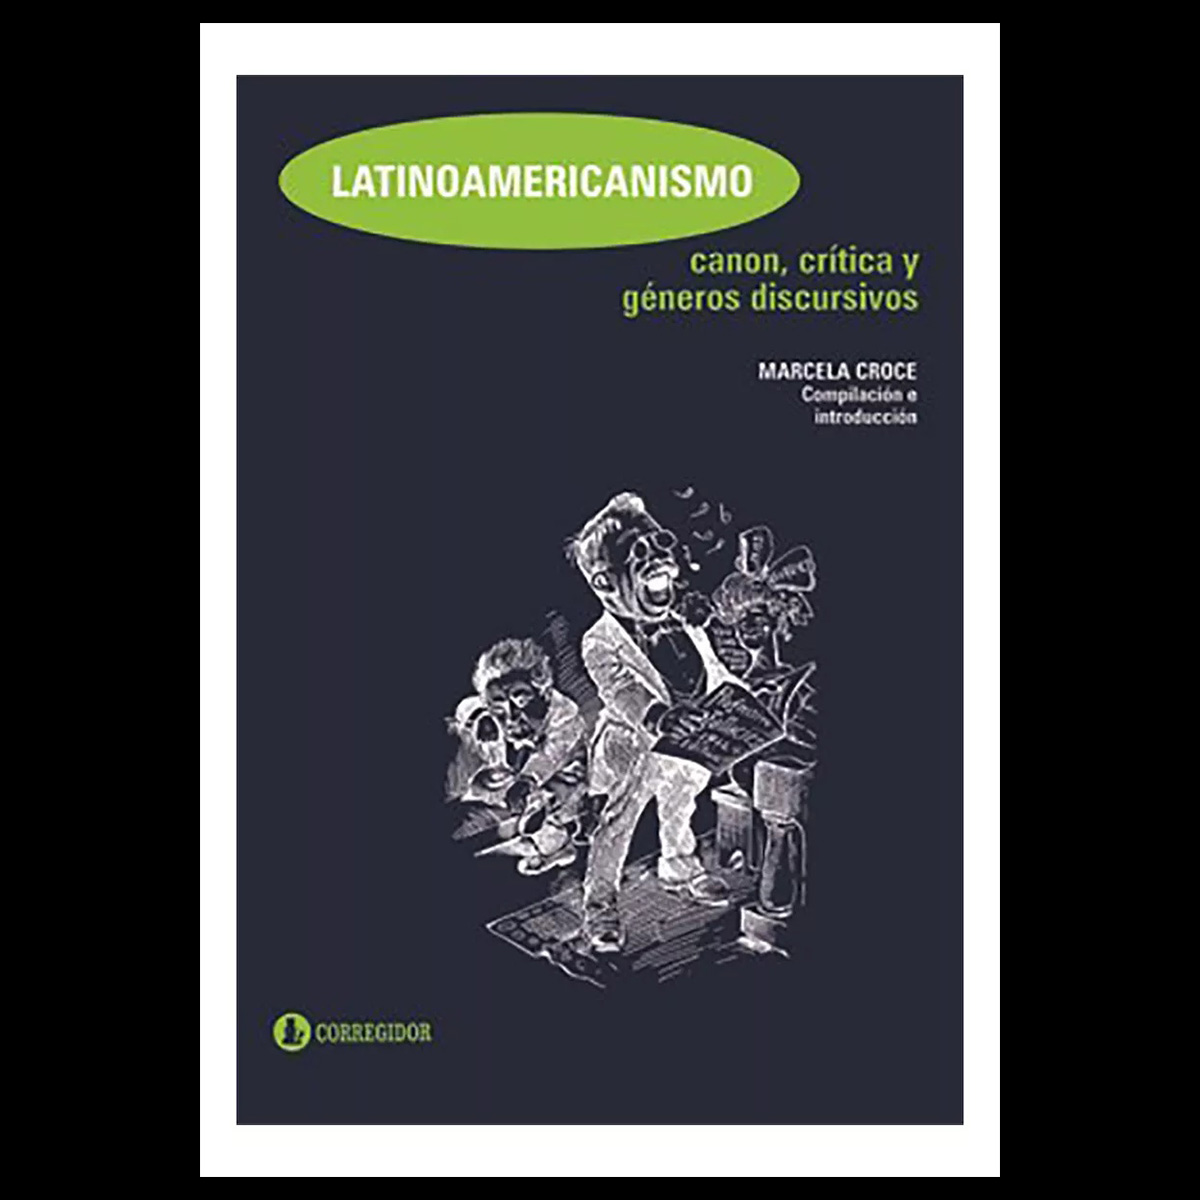 LATINOAMERICANISMO
canon, crítica y
géneros discursivos
MARCELA CROCE
Compilación e
introducción
CORREGIDOR